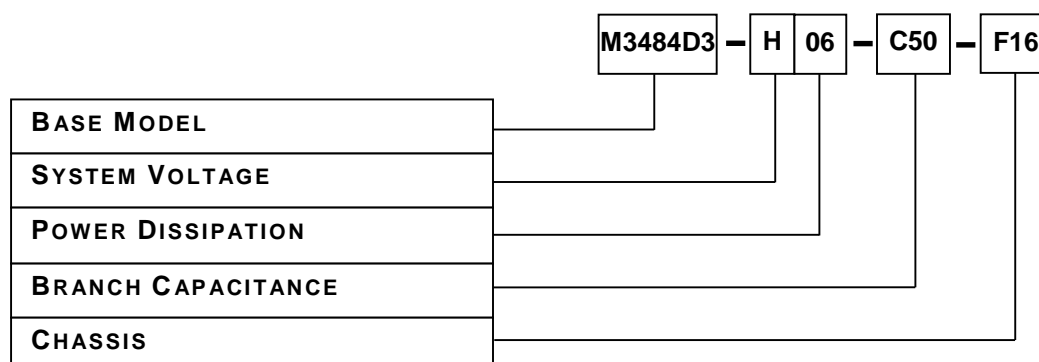 M3484D3 – H 06 – C50 – F16
BASE MODEL
SYSTEM VOLTAGE
POWER DISSIPATION
BRANCH CAPACITANCE
CHASSIS